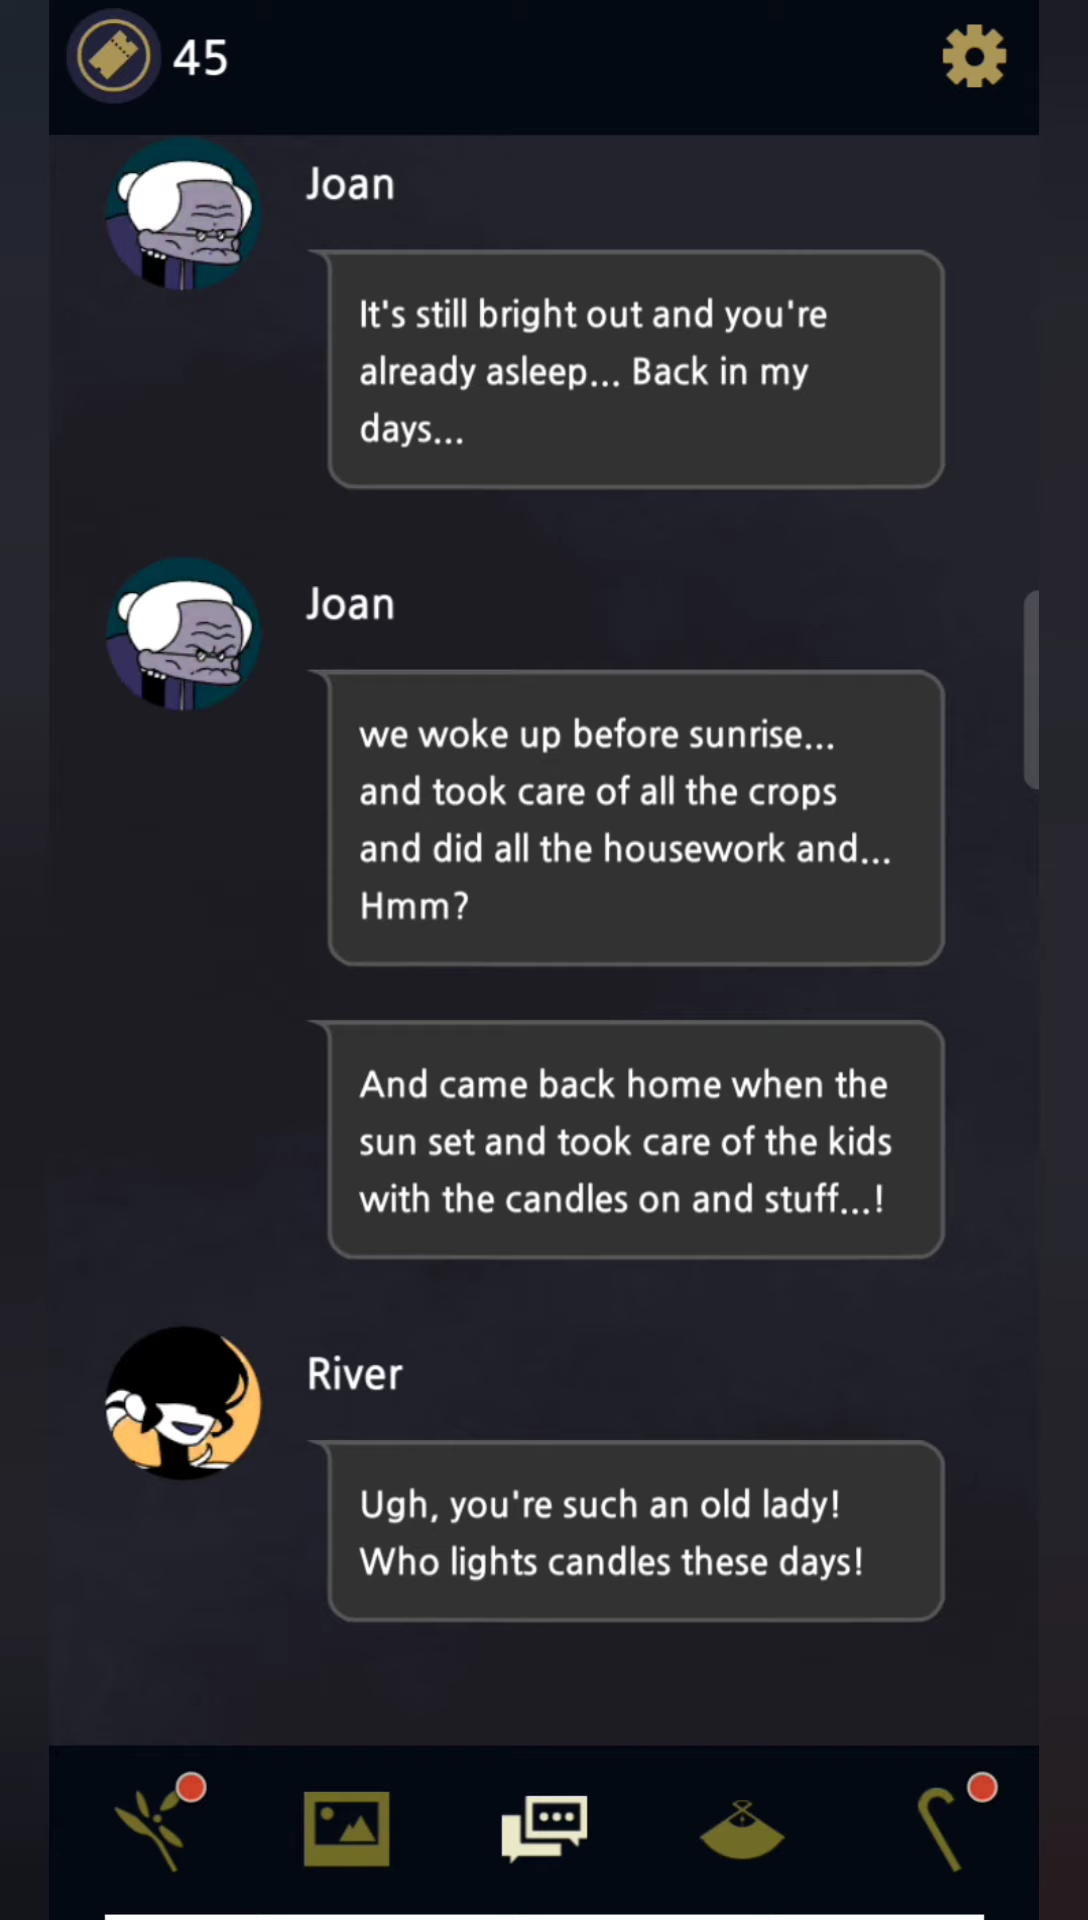 45
Joan
It's still bright out and you're
already asleep... Back in my
days...
Joan
we woke up before sunrise...
and took care of all the crops
and did all the housework and...
Hmm?
And came back home when the
sun set and took care of the kids
with the candles on and stuff...!
River
Ugh, you're such an old lady!
Who lights candles these days!